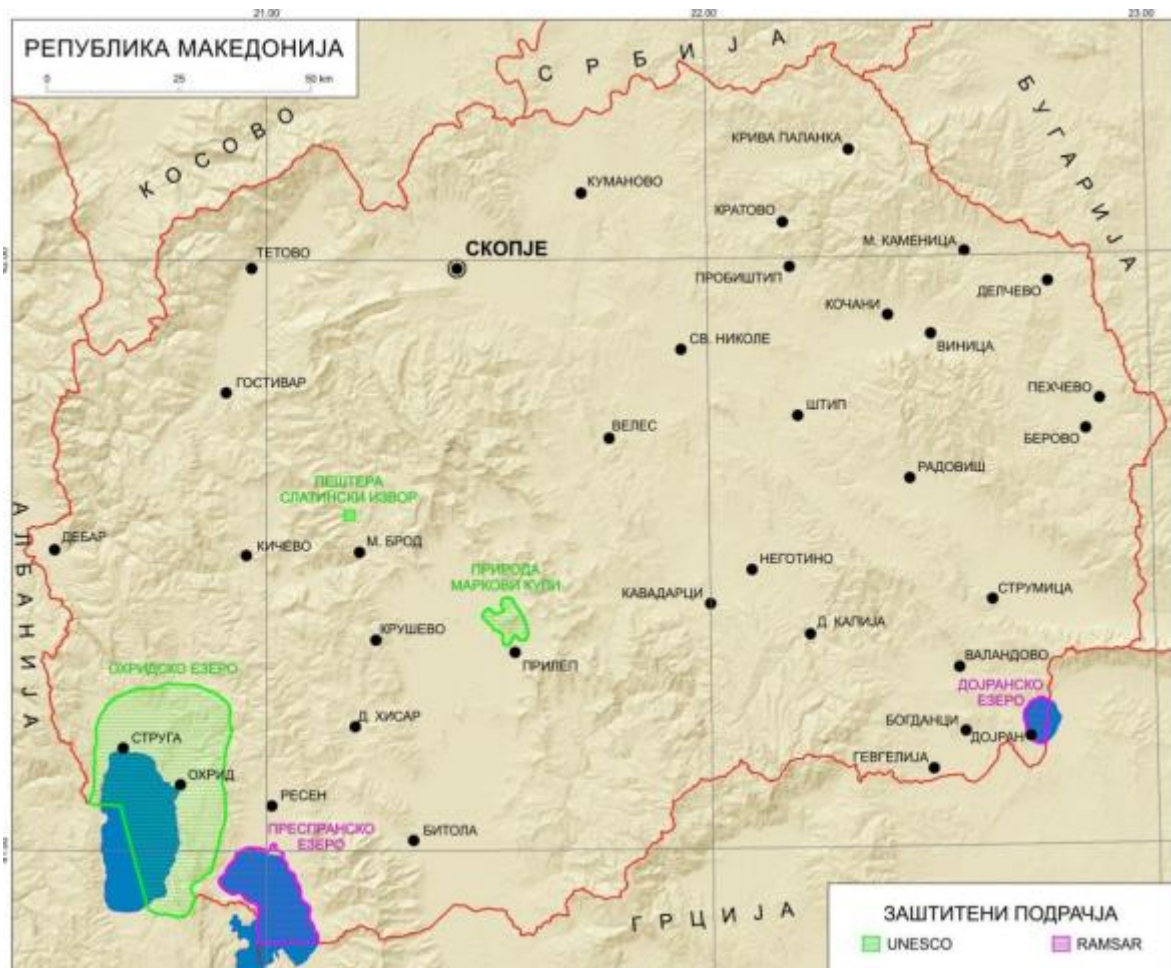 21.00
22.00
23.00
РЕПУБЛИКА МАКЕДОНИЈА
0 25 50 km
СРБИЈА
БУГАРИЈА
КОСОВО
КРИВА ПАЛАНКА
КУМАНОВО
КРАТОВО
М. КАМЕНИЦА
ТЕТОВО
СКОПЈЕ
ПРОБИШТИП
ДЕЛЧЕВО
КОЧАНИ
СВ. НИКОЛЕ
ВИНИЦА
ГОСТИВАР
ПЕХЧЕВО
ШТИП
ВЕЛЕС
БЕРОВО
РАДОВИШ
ПЕШТЕРА
СЛАТИНСКИ ИЗВОР
АЛБАНИЈА
ДЕБАР
КИЧЕВО
М. БРОД
ПРИРОДА
МАРКОВИ КУЛИ
НЕГОТИНО
КАВАДАРЦИ
СТРУМИЦА
КРУШЕВО
Д. КАПИЈА
ПРИЛЕП
ОХРИДСКО ЕЗЕРО
ВАЛАНДОВО
ДОЈРАНСКО
ЕЗЕРО
Д. ХИСАР
БОГДАНЦИ
ДОЈРАН
СТРУГА
ГЕВГЕЛИЈА
ОХРИД
РЕСЕН
ПРЕСПРАНСКО
ЕЗЕРО
БИТОЛА
ГРЦИЈА
ЗАШТИТЕНИ ПОДРАЧЈА
UNESCO
RAMSAR